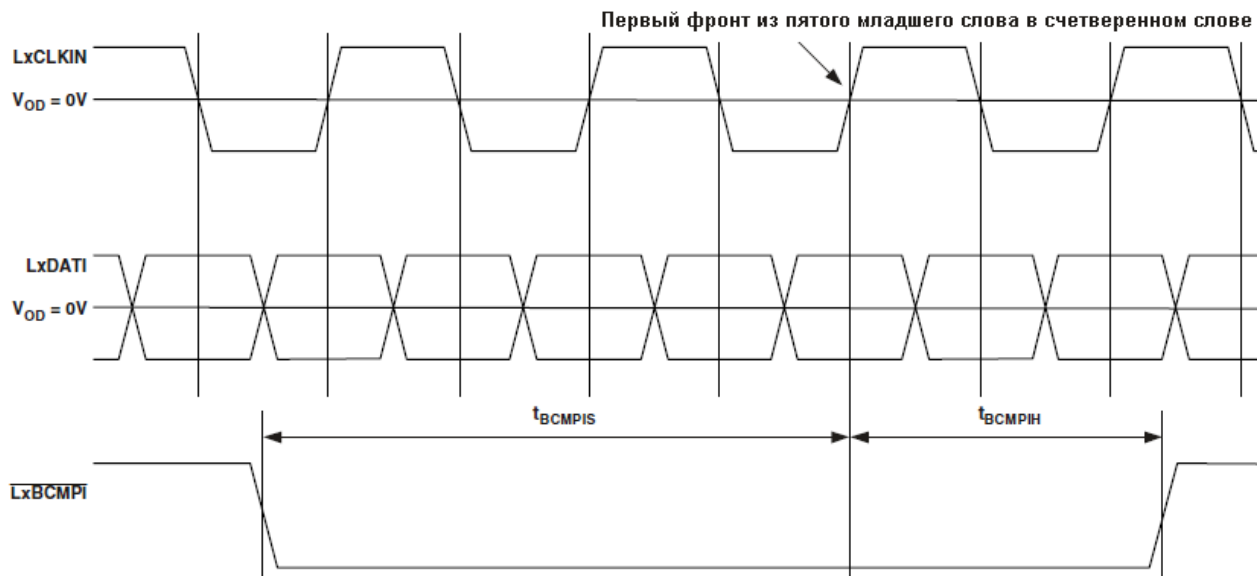 Первый фронт из пятого младшего слова в счетверенном слове
LxCLKIN
VOD = 0V
LxDATI
VOD = 0V
tBCMPIS
tBCMPIH
LxBCMPI